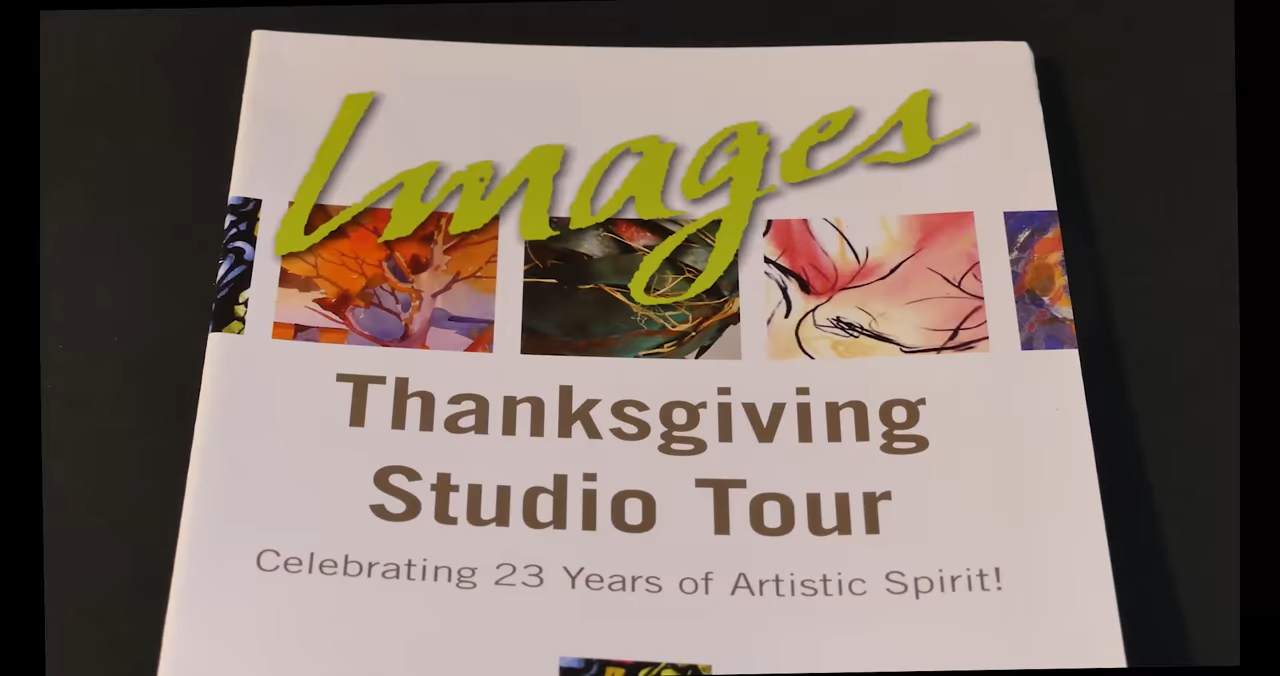 Images
Thanksgiving
Studio Tour
Celebrating 23 Years of Artistic Spirit!